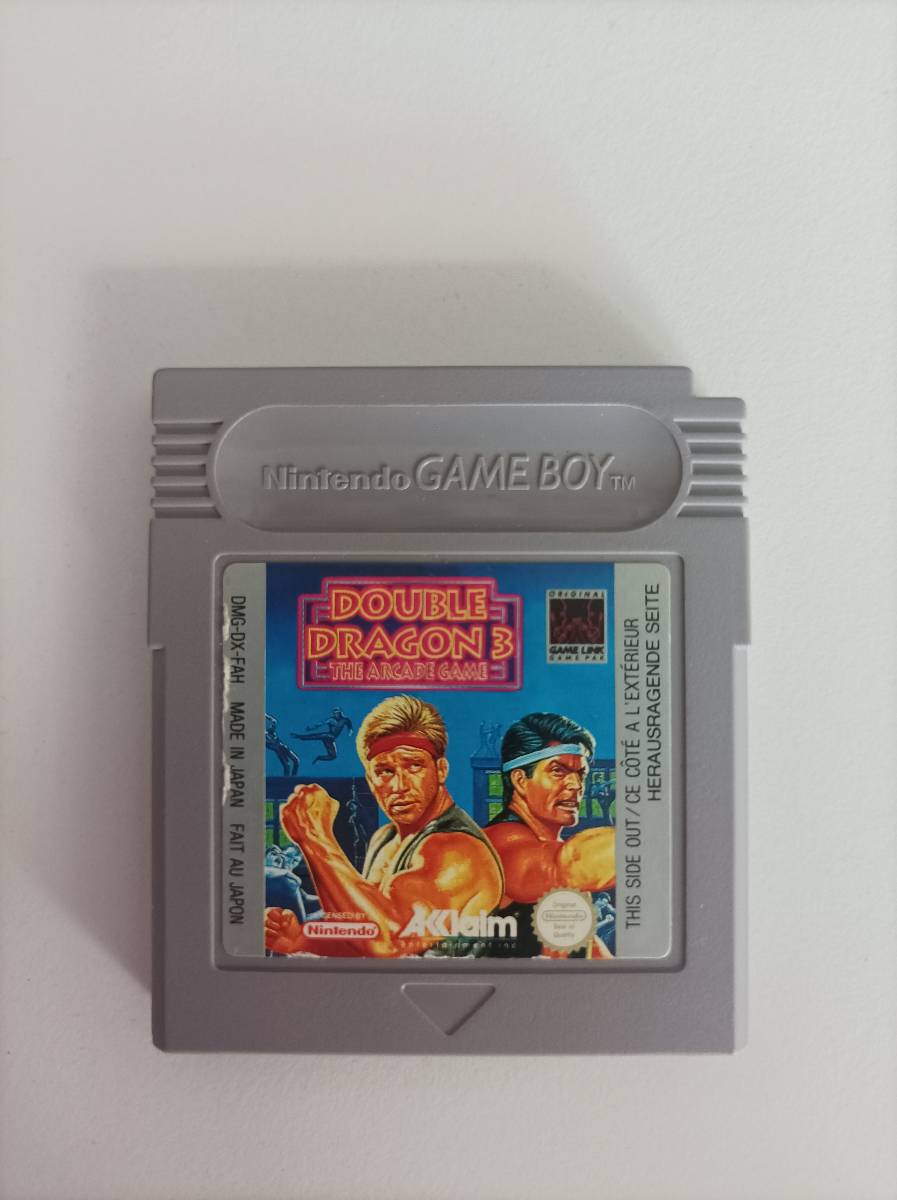 Nintendo GAME BOY TM
DOUBLE
DRAGON 3
THE ARCADE GAME
ORIGINAL
GAME LINK
GAME PAK
DMG-DX-FAH MADE IN JAPAN FAIT AU JAPON
THIS SIDE OUT/CE CÔTÉ A L'EXTÉRIEUR
HERAUSRAGENDE SEITE
LICENSED BY
Nintendo
AKKlaim
entertainment inc.
Original
Nintendo
Seal of
Quality